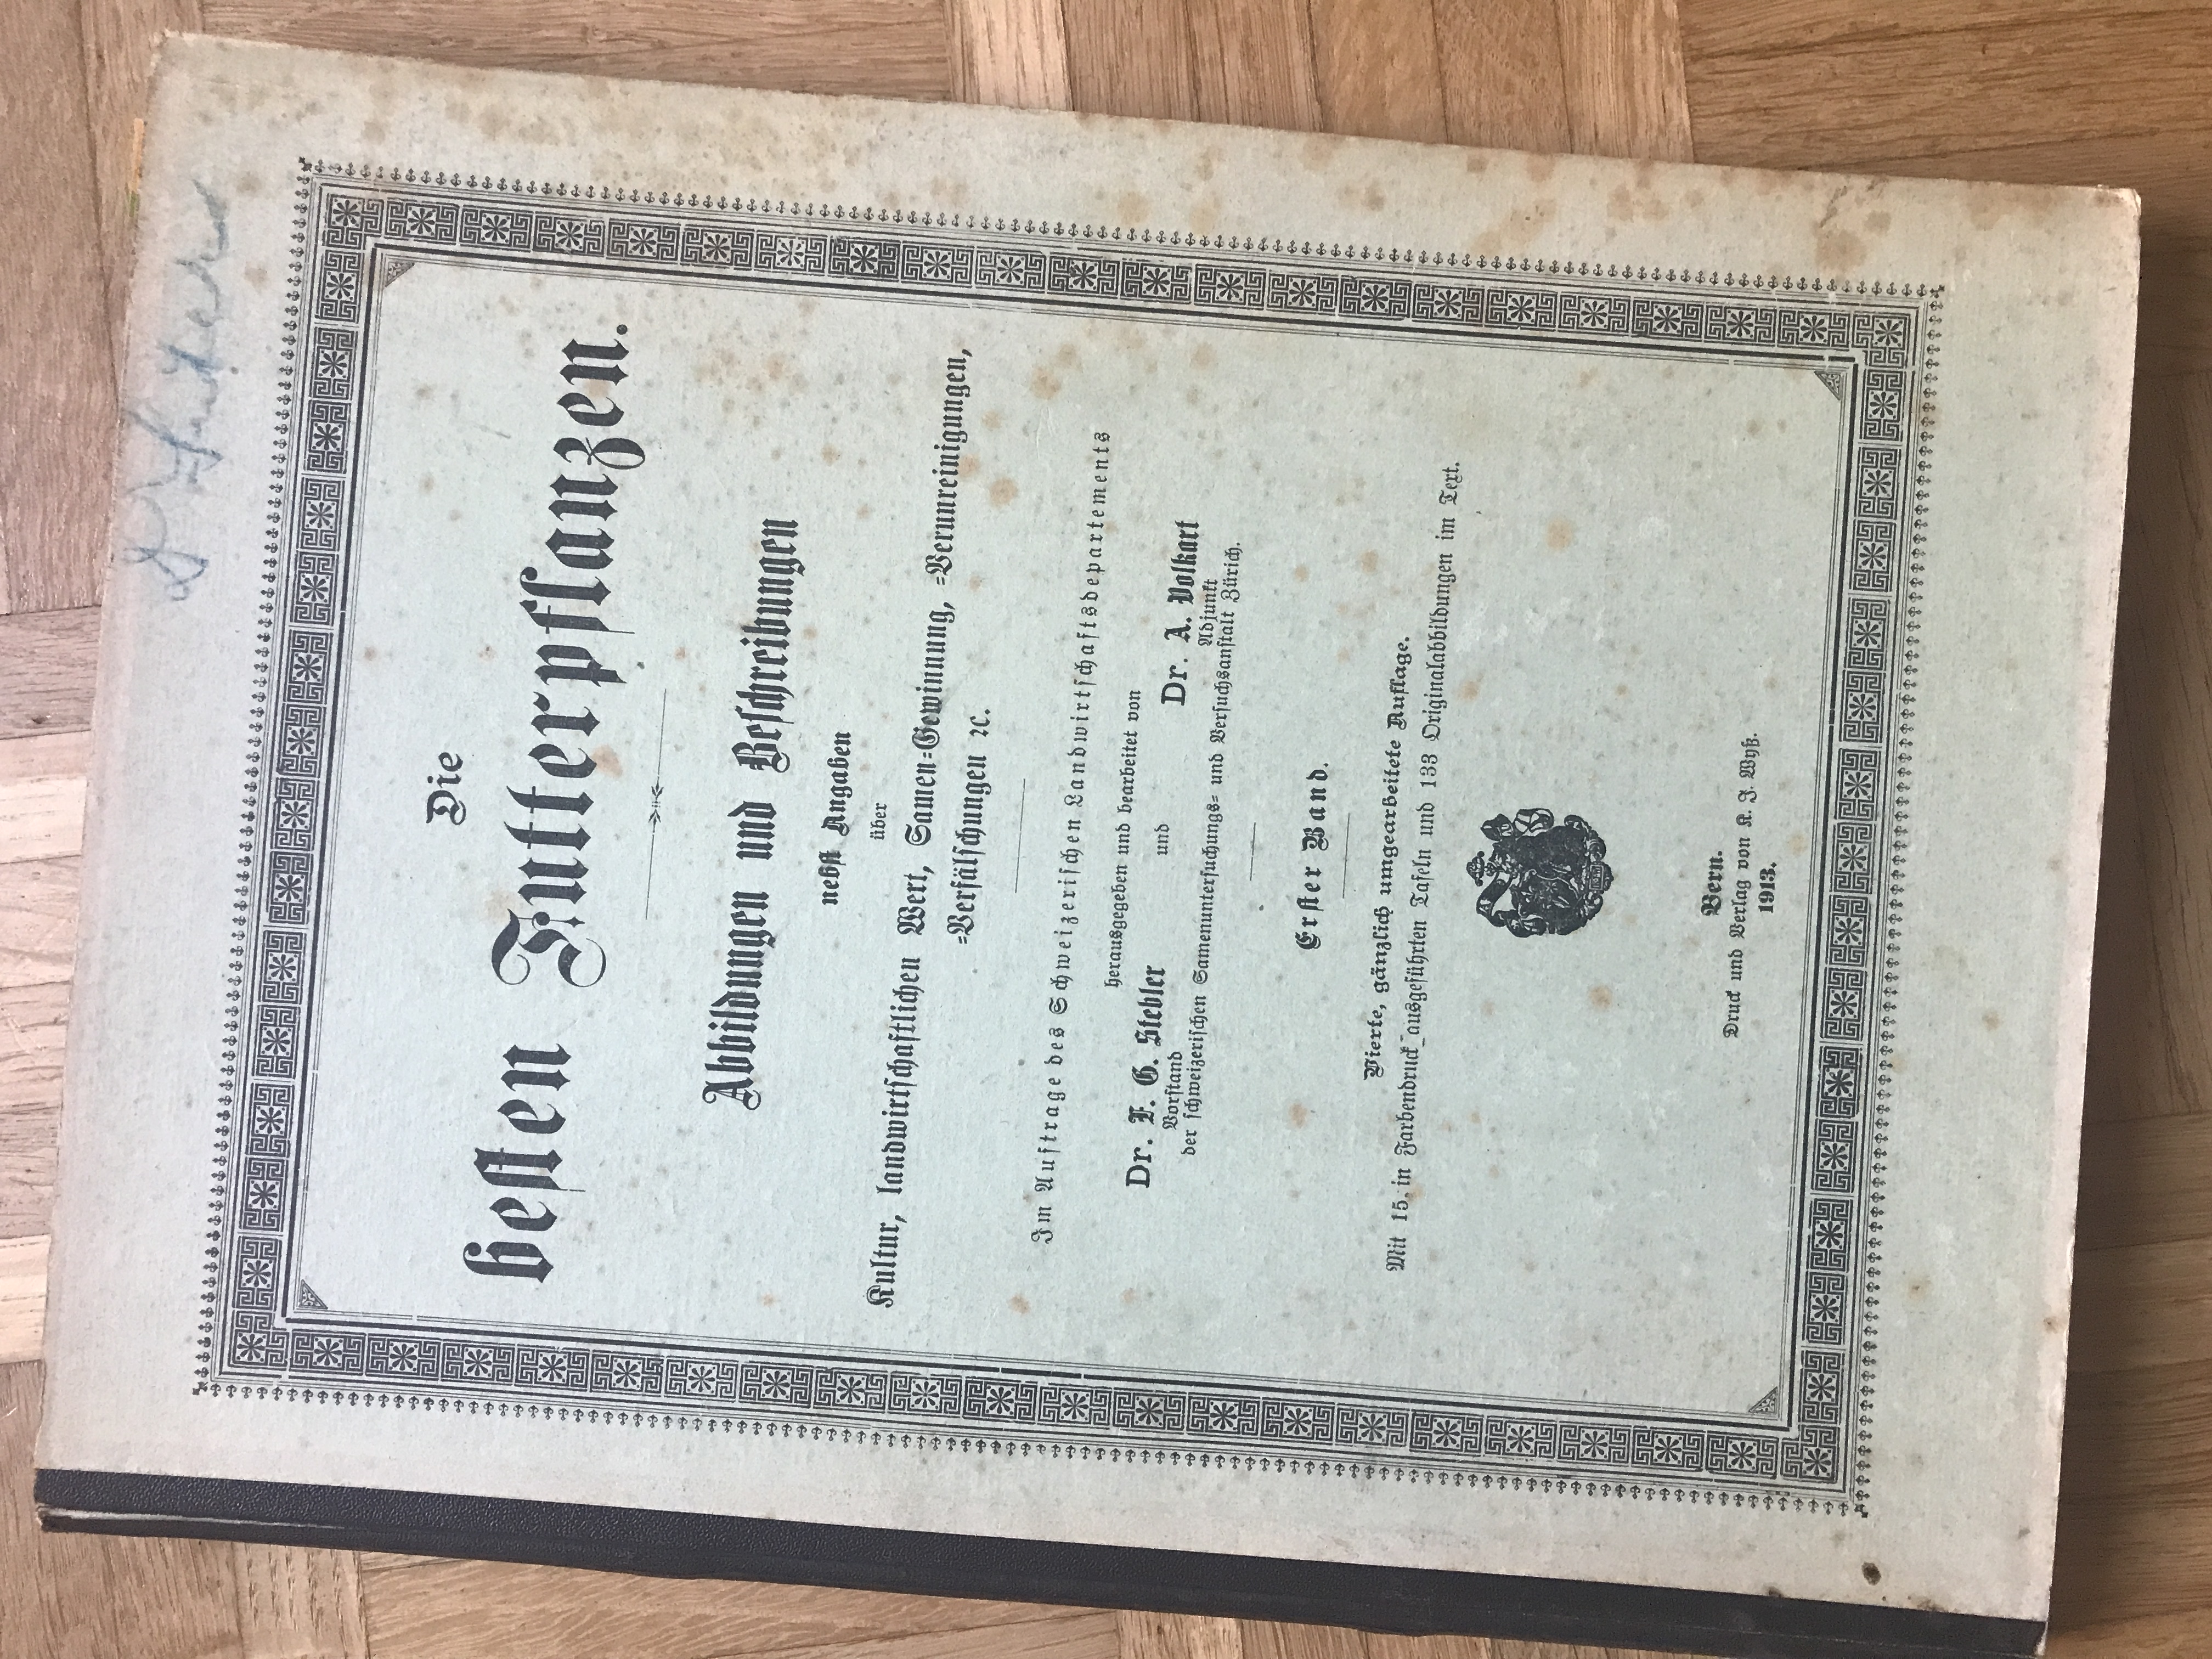 Die
besten Futterpflanzen.
Abbildungen und Beschreibungen
nebst Angaben
über
Kultur, landwirtschaftlichen Wert, Samen=Gewinnung, =Verunreinigungen,
=Verfälschungen ꝛc.
Im Auftrage des Schweizerischen Landwirtschaftsdepartements
herausgegeben und bearbeitet von
Dr. F. G. Stebler und Dr. A. Volkart
Vorstand Adjunkt
der schweizerischen Samenuntersuchungs= und Versuchsanstalt Zürich.
Erster Band.
Vierte, gänzlich umgearbeitete Auflage.
Mit 15 in Farbendruck ausgeführten Tafeln und 133 Originalabbildungen im Text.
Bern.
Druck und Verlag von K. J. Wyß.
1913.